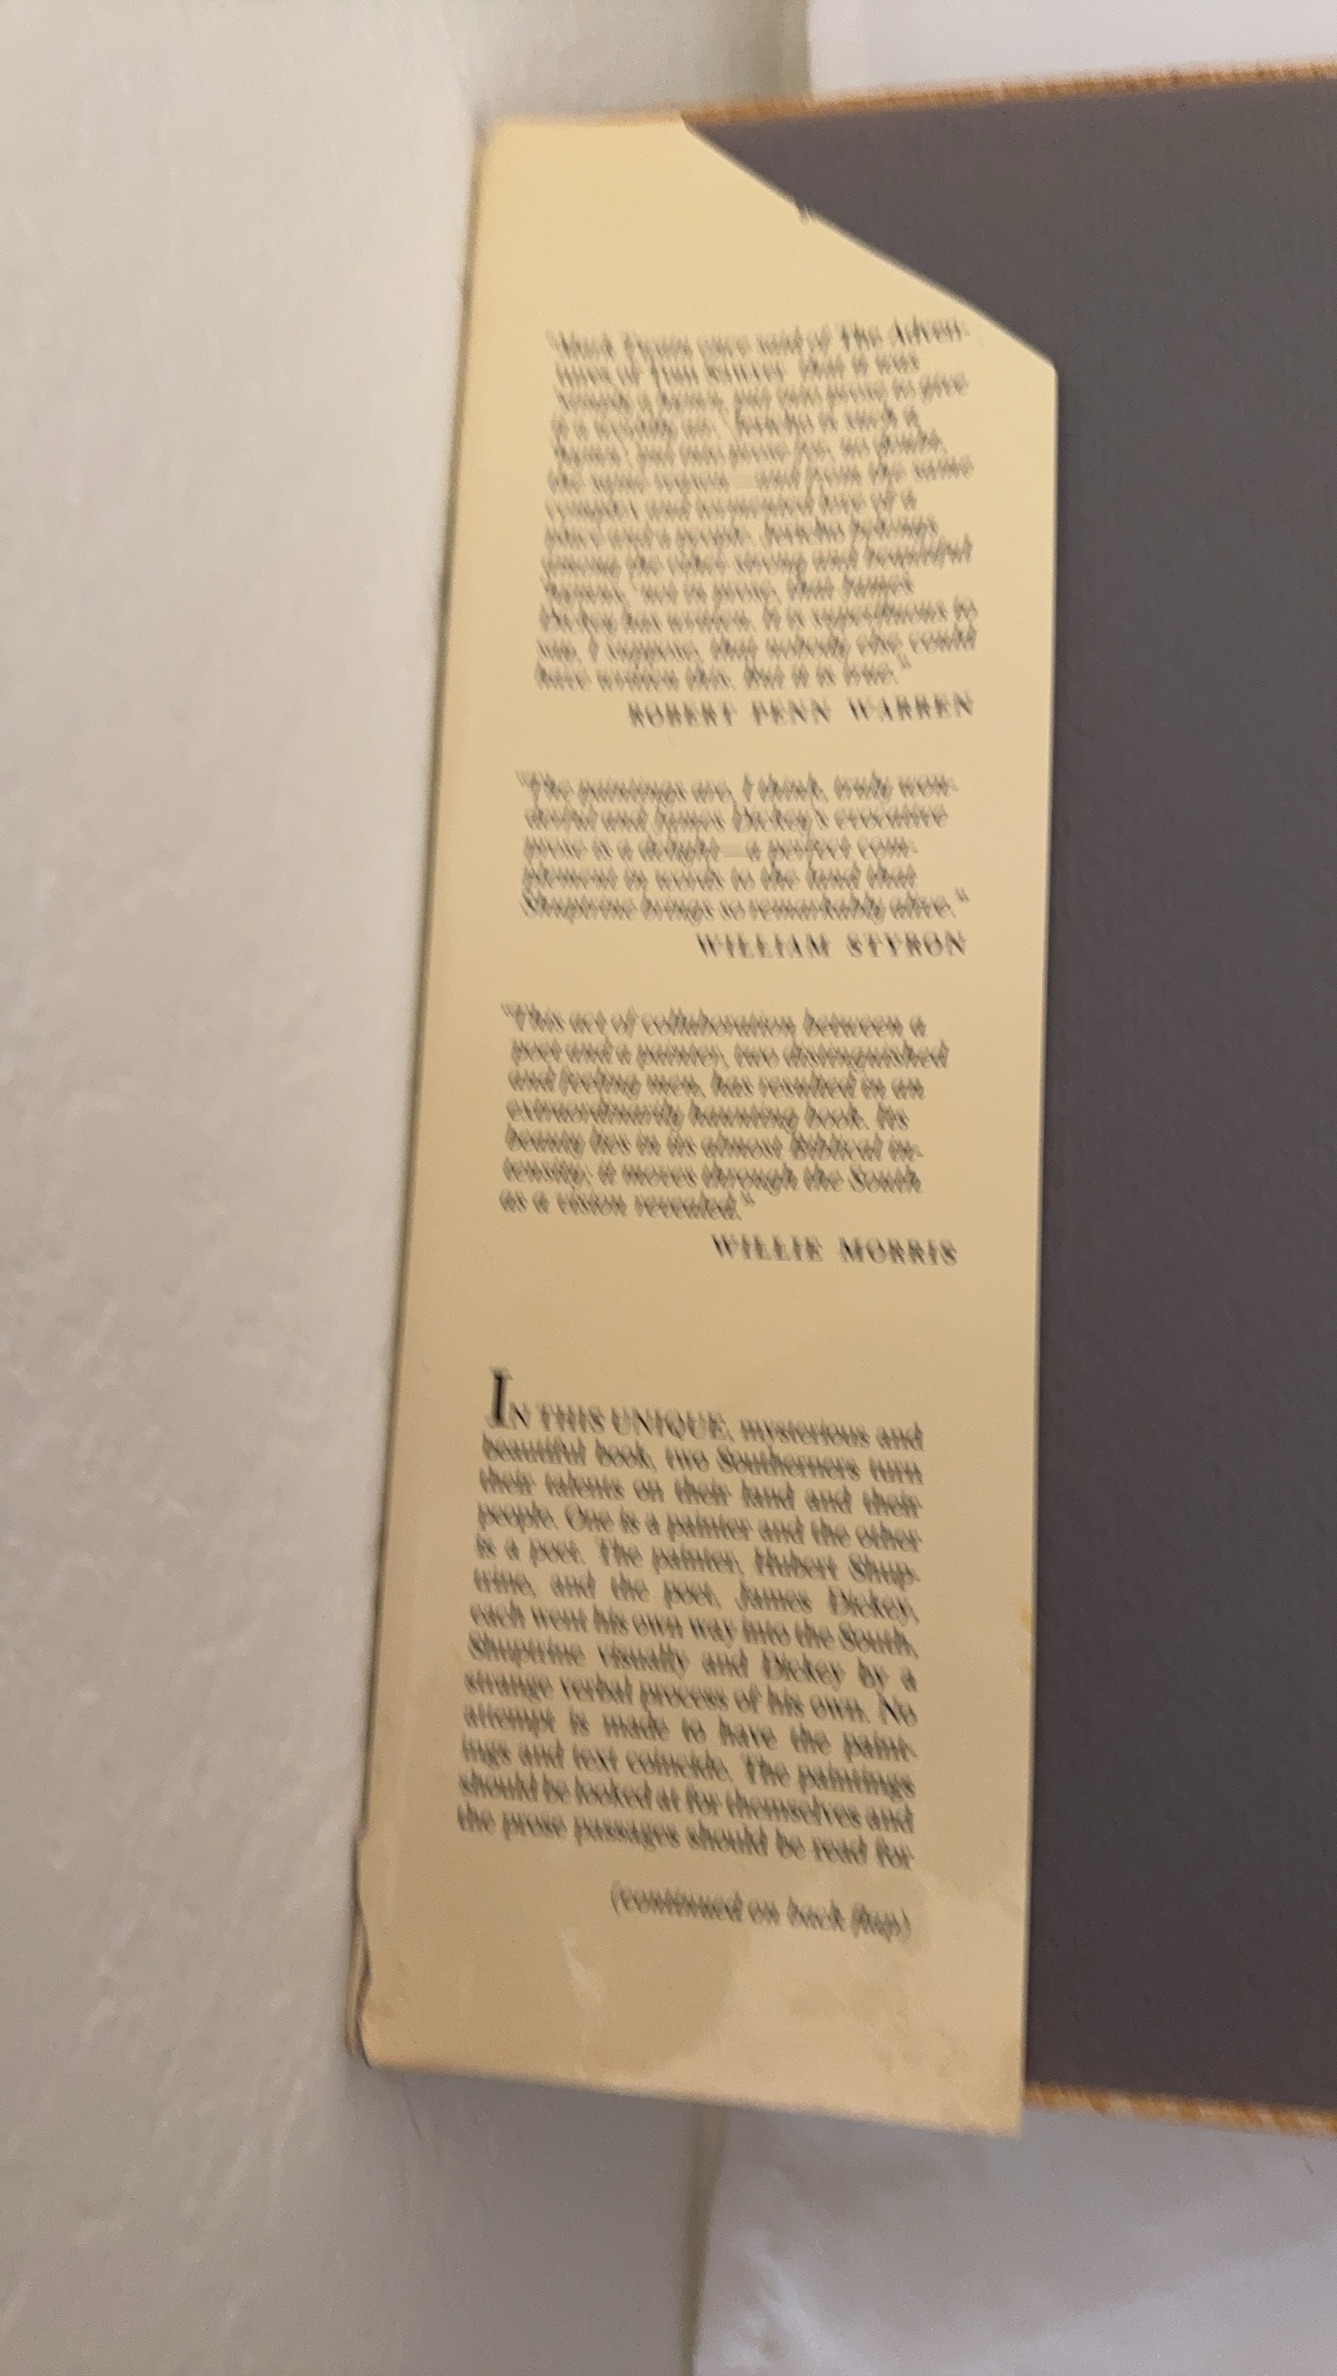 "Mark Twain once said of The Adven-
tures of Tom Sawyer that it was
'simply a hymn, put into prose to give
it a worldly air.' Jericho is such a
'hymn' put into prose for, no doubt,
the same reason—and from the same
complex and tormented love of a
place and a people. Jericho belongs
among the other strong and beautiful
'hymns,' not in prose, that James
Dickey has written. It is superfluous to
say, I suppose, that nobody else could
have written this. But it is true."
ROBERT PENN WARREN
"The paintings are, I think, truly won-
derful and James Dickey's evocative
prose is a delight—a perfect com-
plement in words to the land that
Shuptrine brings so remarkably alive."
WILLIAM STYRON
"This act of collaboration between a
poet and a painter, two distinguished
and feeling men, has resulted in an
extraordinarily haunting book. Its
beauty lies in its almost Biblical in-
tensity; it moves through the South
as a vision revealed."
WILLIE MORRIS
IN THIS UNIQUE, mysterious and
beautiful book, two Southerners turn
their talents on their land and their
people. One is a painter and the other
is a poet. The painter, Hubert Shup-
trine, and the poet, James Dickey,
each went his own way into the South,
Shuptrine visually and Dickey by a
strange verbal process of his own. No
attempt is made to have the paint-
ings and text coincide. The paintings
should be looked at for themselves and
the prose passages should be read for
(continued on back flap)